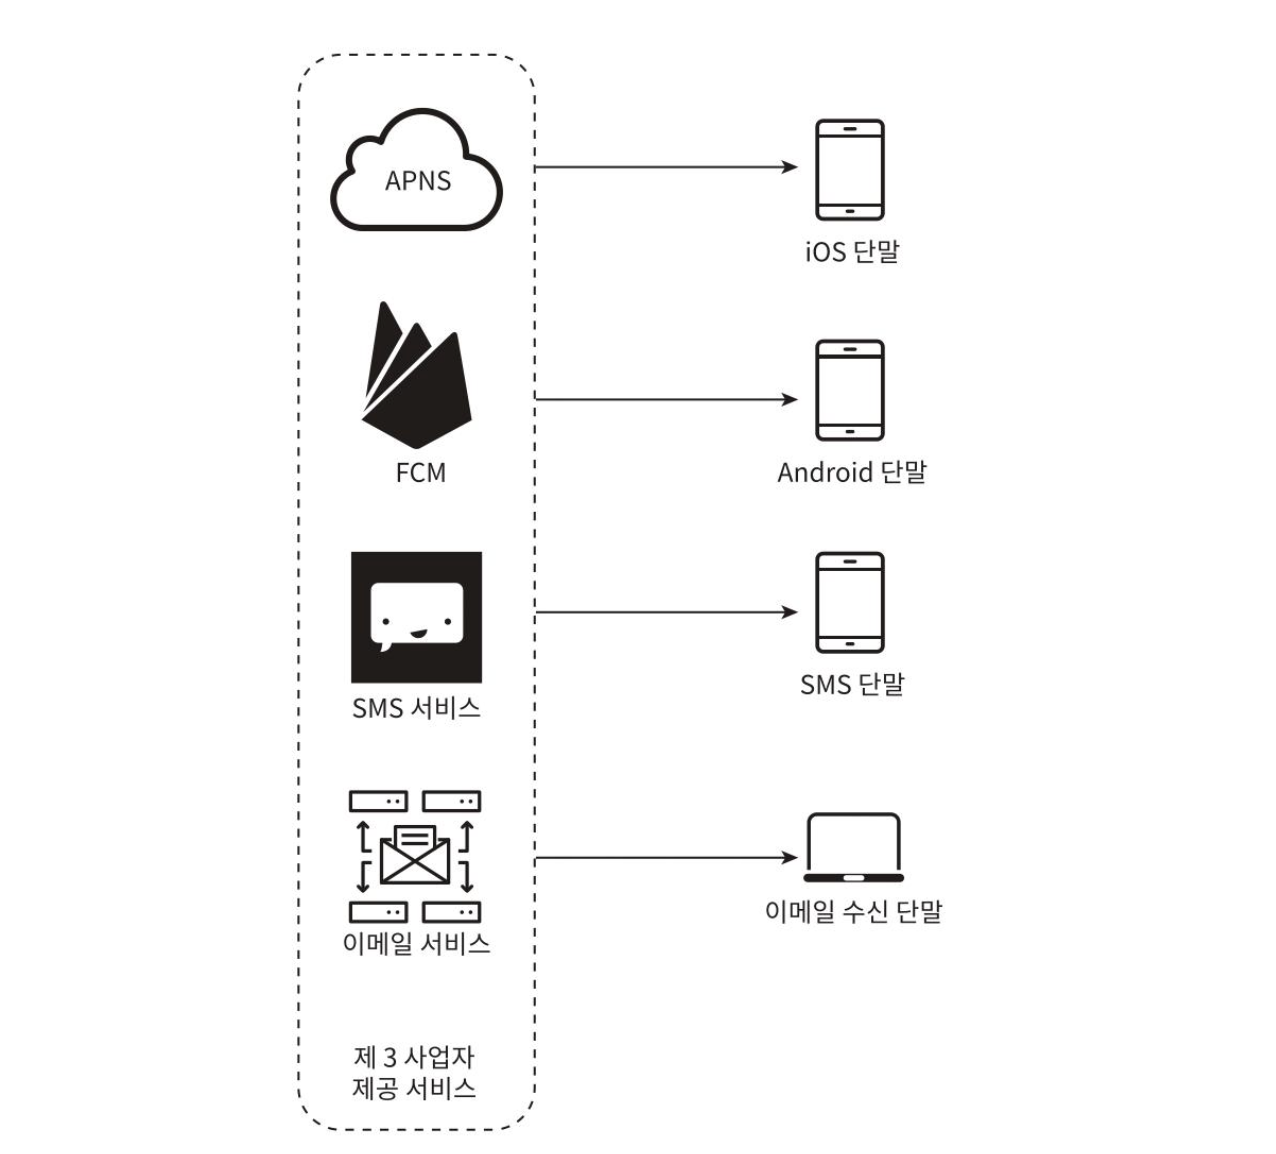 APNS
iOS 단말
FCM
Android 단말
SMS 서비스
SMS 단말
이메일 서비스
이메일 수신 단말
제 3 사업자
제공 서비스